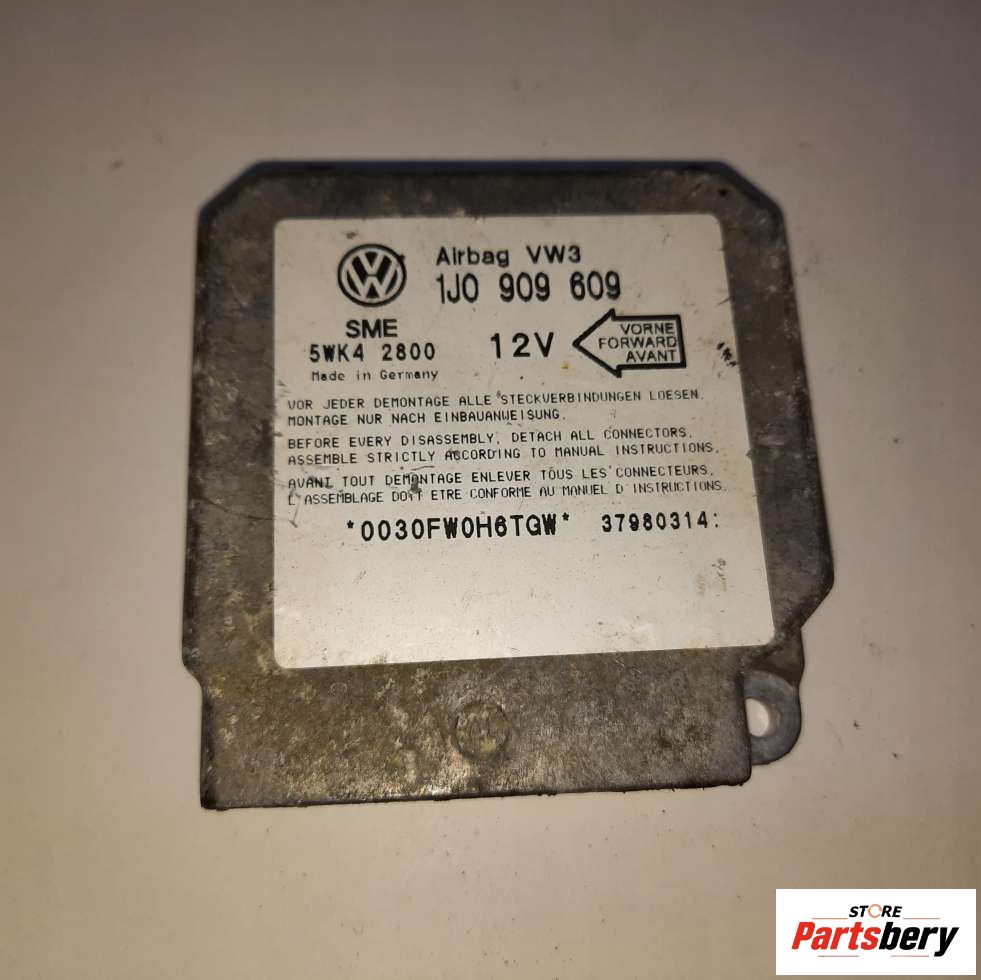 Airbag VW3
1J0 909 609
SME
5WK4 2800
12V
VORNE
FORWARD
AVANT
Made in Germany
VOR JEDER DEMONTAGE ALLE STECKVERBINDUNGEN LOESEN.
MONTAGE NUR NACH EINBAUANWEISUNG.
BEFORE EVERY DISASSEMBLY, DETACH ALL CONNECTORS.
ASSEMBLE STRICTLY ACCORDING TO MANUAL INSTRUCTIONS.
AVANT TOUT DEMONTAGE ENLEVER TOUS LES CONNECTEURS.
L'ASSEMBLAGE DOIT ETRE CONFORME AU MANUEL D'INSTRUCTIONS.
*0030FW0H6TGW* 37980314:
STORE
Partsbery